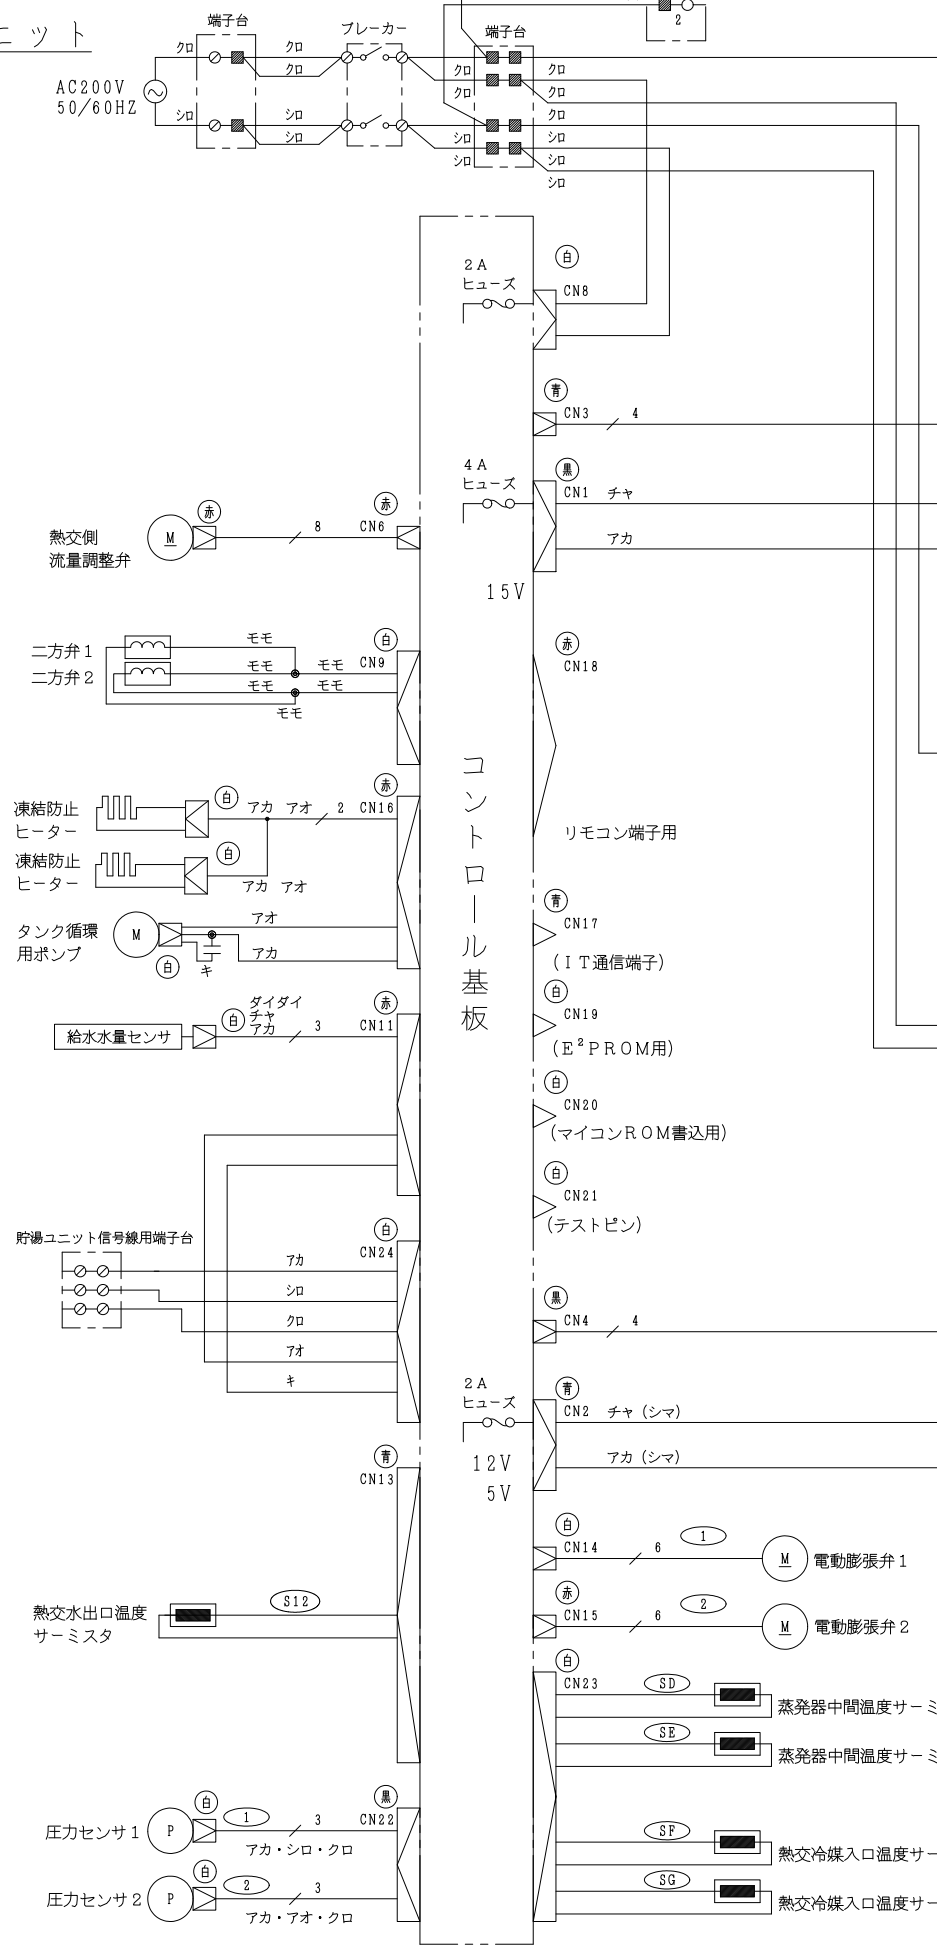 ニット
2
端子台
ブレーカー
端子台
クロ
クロ
クロ
クロ
クロ
クロ
クロ
クロ
AC200V
50/60HZ
シロ
シロ
シロ
シロ
シロ
シロ
シロ
シロ
2A
ヒューズ
白
CN8
青
CN3 4
4A
ヒューズ
黒
CN1 チャ
アカ
15V
熱交側
流量調整弁
M
赤
8
赤
CN6
二方弁1
二方弁2
モモ
モモ
モモ
モモ
モモ
モモ
白
CN9
赤
CN18
リモコン端子用
コントロール基板
凍結防止
ヒーター
白
アカ アオ 2
赤
CN16
凍結防止
ヒーター
白
アカ アオ
タンク循環
用ポンプ
M
白
アオ
アカ
キ
青
CN17
(IT通信端子)
白
CN19
(E²PROM用)
給水水量センサ
白
ダイダイ
チャ
アカ
3
赤
CN11
白
CN20
(マイコンROM書込用)
白
CN21
(テストピン)
貯湯ユニット信号線用端子台
白
CN24
アカ
シロ
クロ
アオ
キ
黒
CN4 4
2A
ヒューズ
青
CN2 チャ(シマ)
アカ(シマ)
12V
5V
青
CN13
白
CN14 6 1
M
電動膨張弁1
赤
CN15 6 2
M
電動膨張弁2
熱交水出口温度
サーミスタ
S12
白
CN23
SD
蒸発器中間温度サーミ
SE
蒸発器中間温度サーミ
SF
熱交冷媒入口温度サー
SG
熱交冷媒入口温度サー
圧力センサ1
P
白
1
3
黒
CN22
アカ・シロ・クロ
圧力センサ2
P
白
2
3
アカ・アオ・クロ